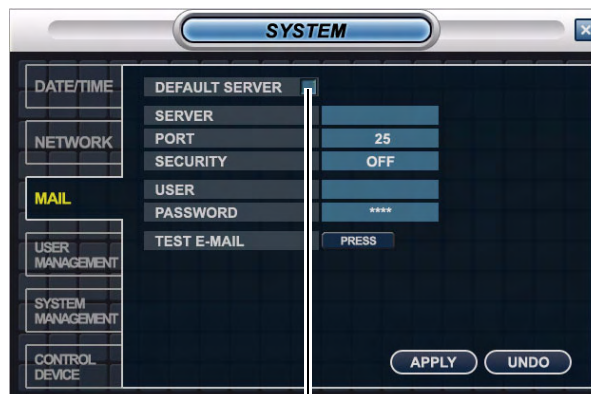 SYSTEM
DATE/TIME
NETWORK
MAIL
USER
MANAGEMENT
SYSTEM
MANAGEMENT
CONTROL
DEVICE
DEFAULT SERVER
SERVER
PORT 25
SECURITY OFF
USER
PASSWORD ****
TEST E-MAIL PRESS
APPLY UNDO